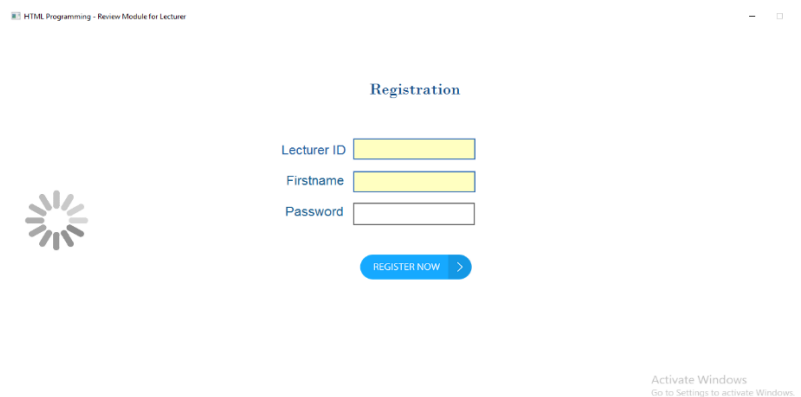 HTML Programming - Review Module for Lecturer
Registration
Lecturer ID
Firstname
Password
REGISTER NOW
Activate Windows
Go to Settings to activate Windows.